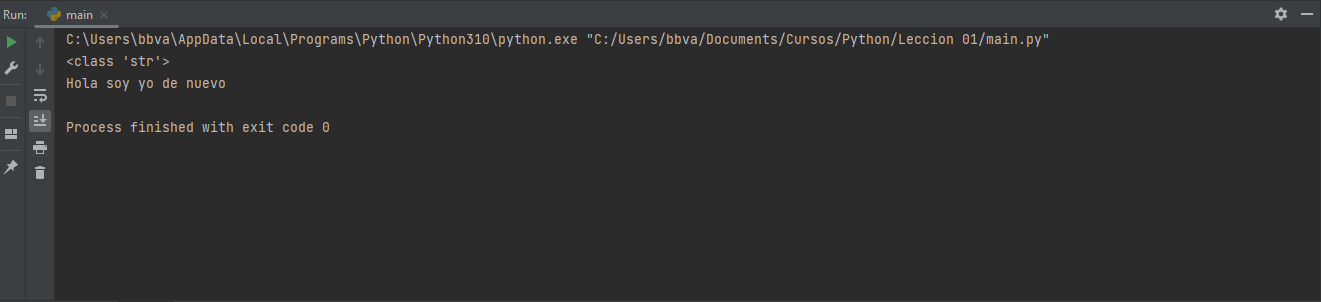 Run: main
C:\Users\bbva\AppData\Local\Programs\Python\Python310\python.exe "C:/Users/bbva/Documents/Cursos/Python/Leccion 01/main.py"
<class 'str'>
Hola soy yo de nuevo
Process finished with exit code 0